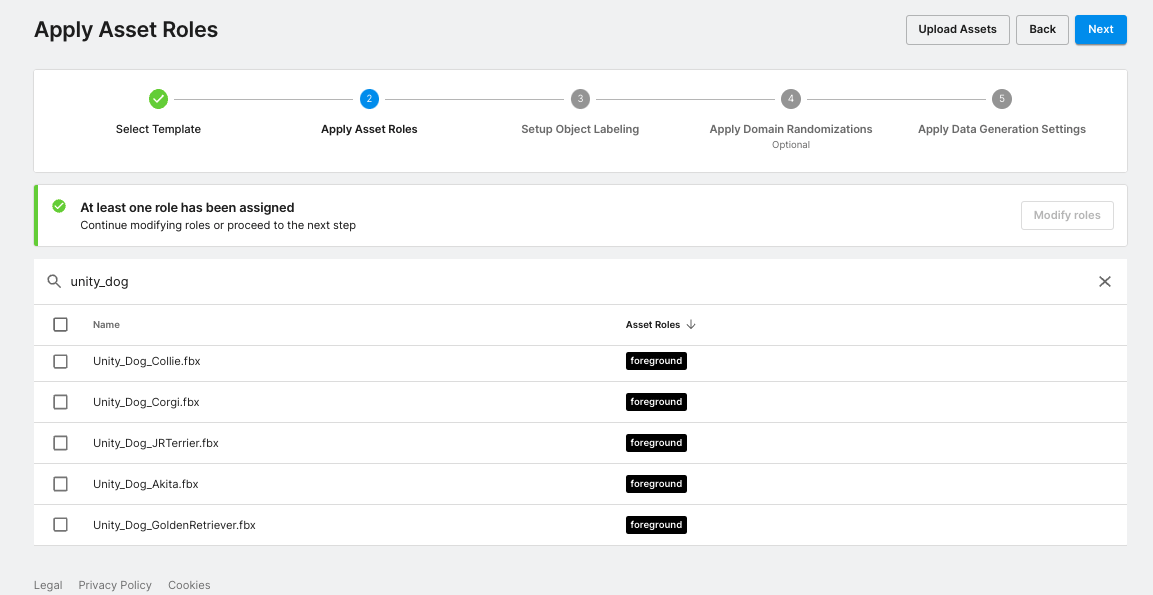 Apply Asset Roles
Upload Assets
Back
Next
2
3
4
5
Select Template
Apply Asset Roles
Setup Object Labeling
Apply Domain Randomizations
Apply Data Generation Settings
Optional
At least one role has been assigned
Continue modifying roles or proceed to the next step
Modify roles
unity_dog
Name
Asset Roles
Unity_Dog_Collie.fbx
foreground
Unity_Dog_Corgi.fbx
foreground
Unity_Dog_JRTerrier.fbx
foreground
Unity_Dog_Akita.fbx
foreground
Unity_Dog_GoldenRetriever.fbx
foreground
Legal
Privacy Policy
Cookies